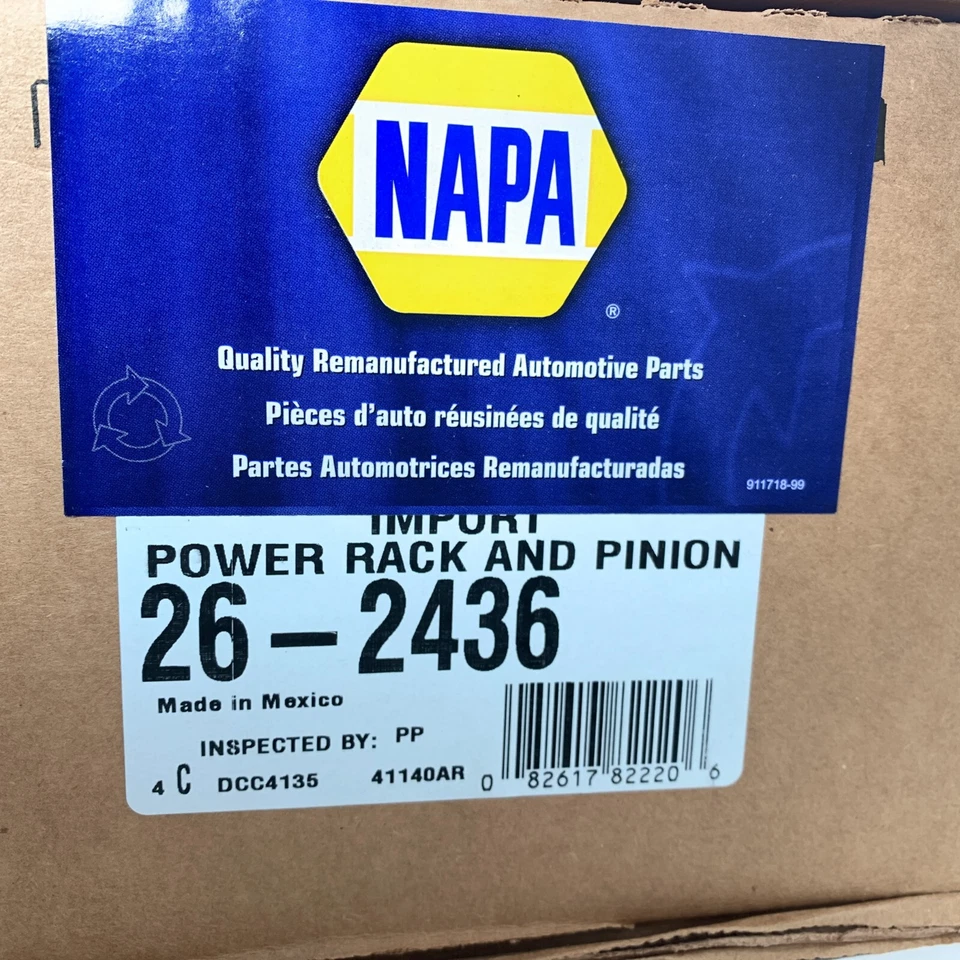 NAPA
®
Quality Remanufactured Automotive Parts
Pièces d'auto réusinées de qualité
Partes Automotrices Remanufacturadas
911718-99
IMPORT
POWER RACK AND PINION
26-2436
Made in Mexico
INSPECTED BY: PP
4 C DCC4135 41140AR
0 82617 82220 6